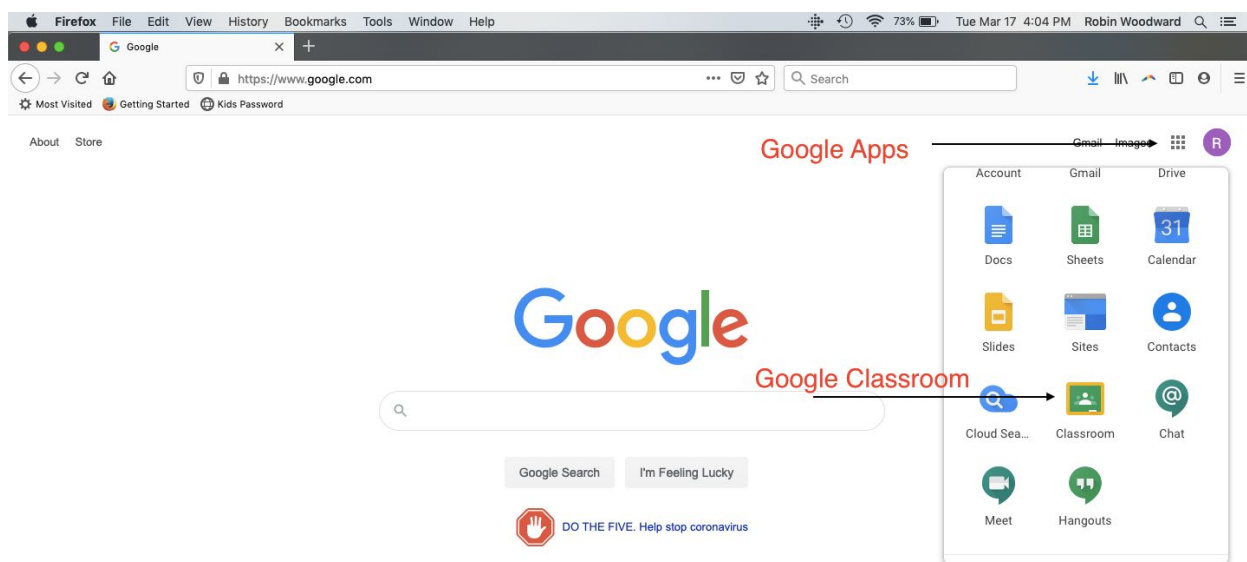 Firefox File Edit View History Bookmarks Tools Window Help 73% Tue Mar 17 4:04 PM Robin Woodward
G Google
https://www.google.com Search
Most Visited Getting Started Kids Password
About Store Google Apps Gmail Images R
Account Gmail Drive
31
Docs Sheets Calendar
Google
Slides Sites Contacts
Google Classroom
Cloud Sea... Classroom Chat
Google Search I'm Feeling Lucky
Meet Hangouts
DO THE FIVE. Help stop coronavirus